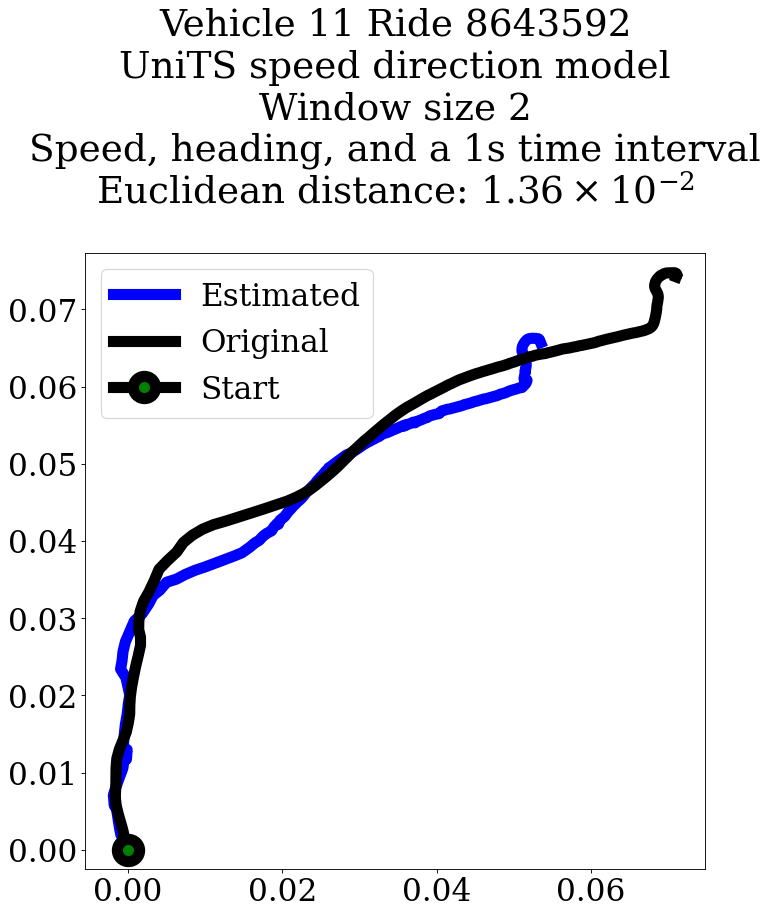 Vehicle 11 Ride 8643592
UniTS speed direction model
Window size 2
Speed, heading, and a 1s time interval
Euclidean distance: 1.36 × 10⁻²
Estimated
Original
Start
0.07
0.06
0.05
0.04
0.03
0.02
0.01
0.00
0.00 0.02 0.04 0.06